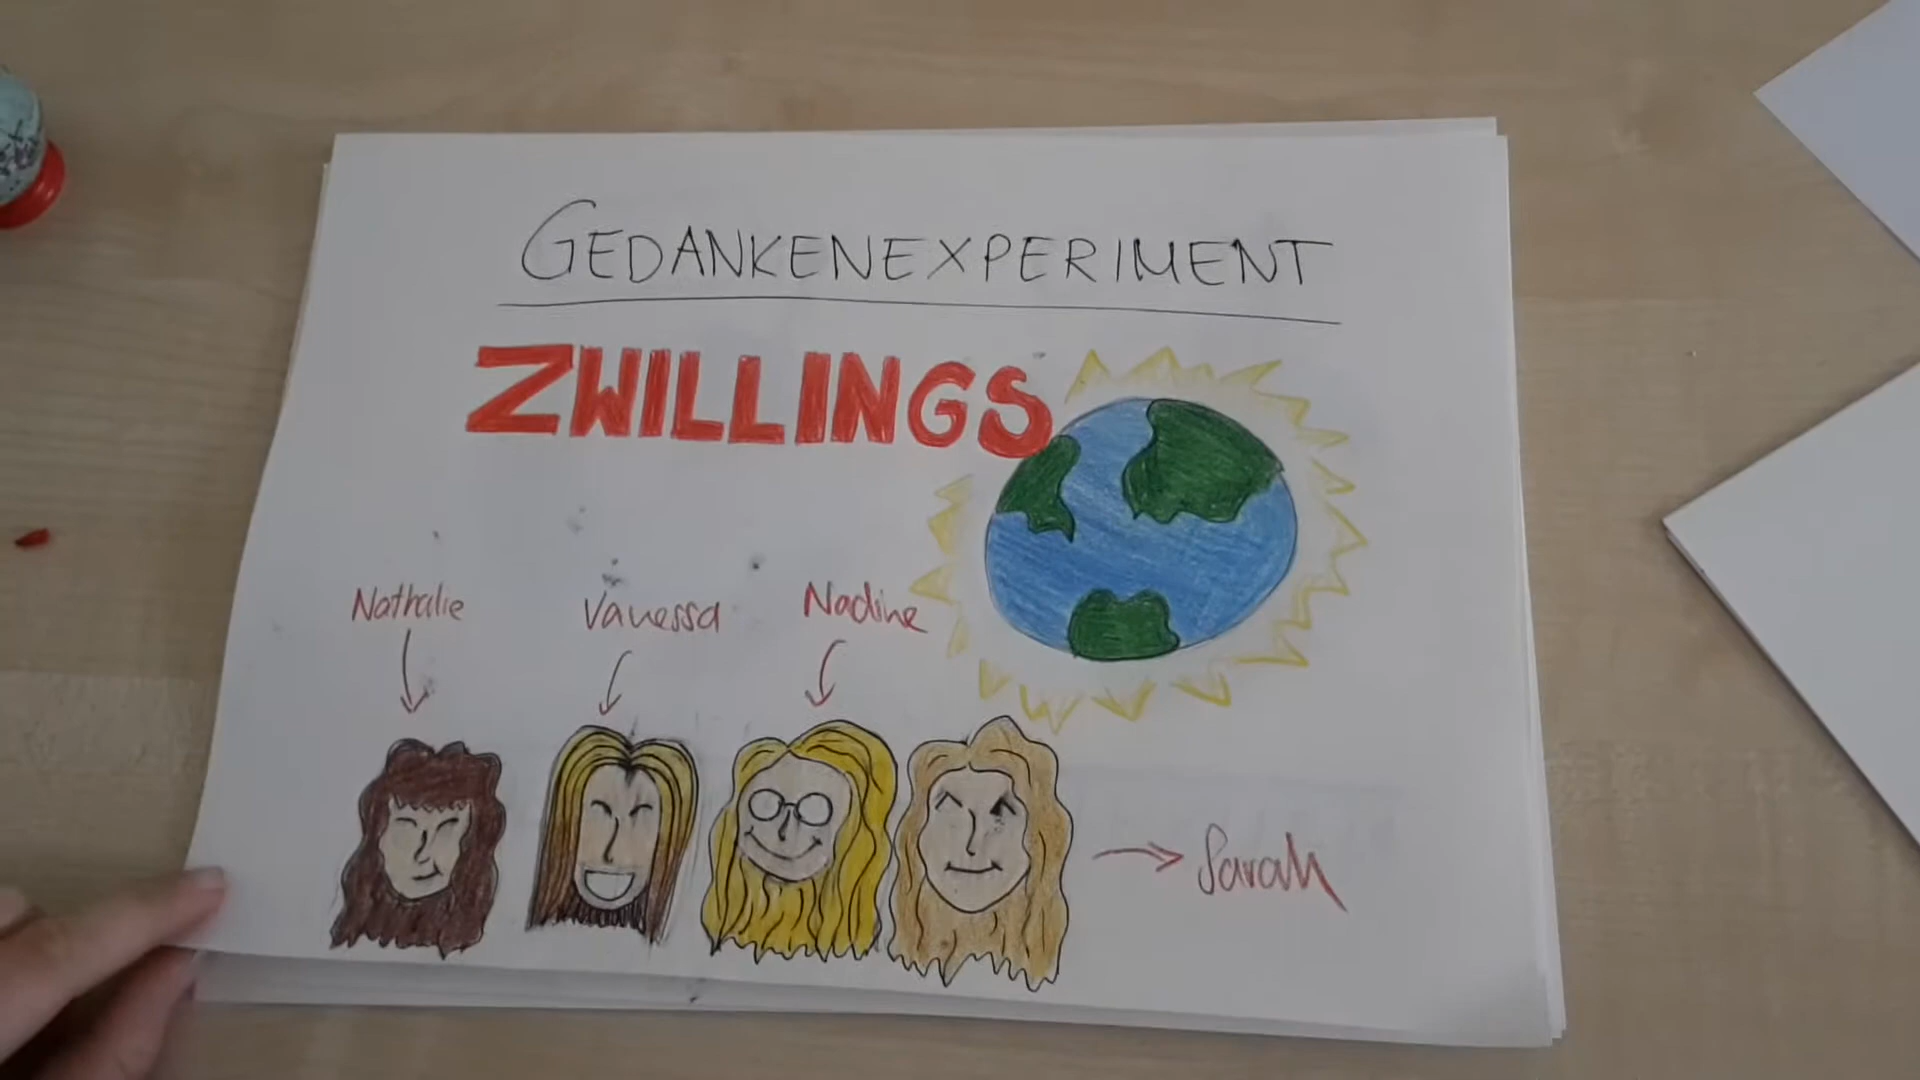 GEDANKENEXPERIMENT
ZWILLINGS
Nathalie
Vanessa
Nadine
Sarah